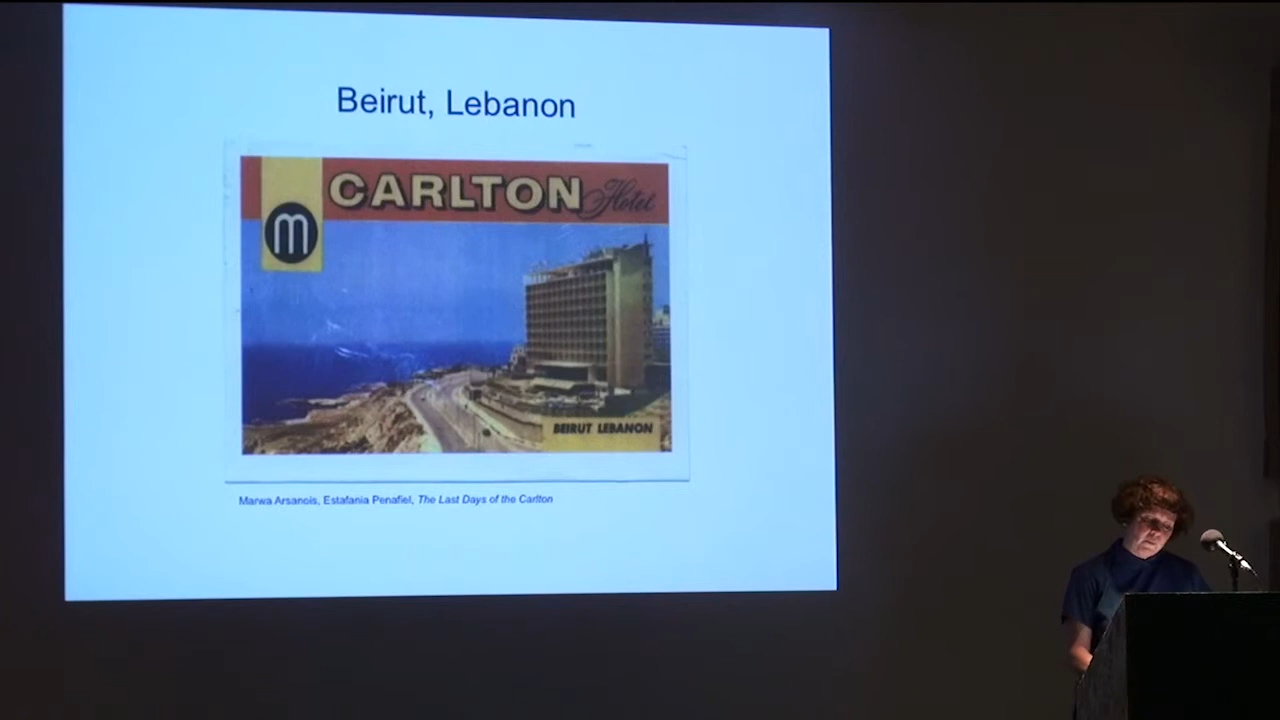 Beirut, Lebanon
CARLTON Hotel
m
BEIRUT LEBANON
Marwa Arsanois, Estafania Penafiel, The Last Days of the Carlton